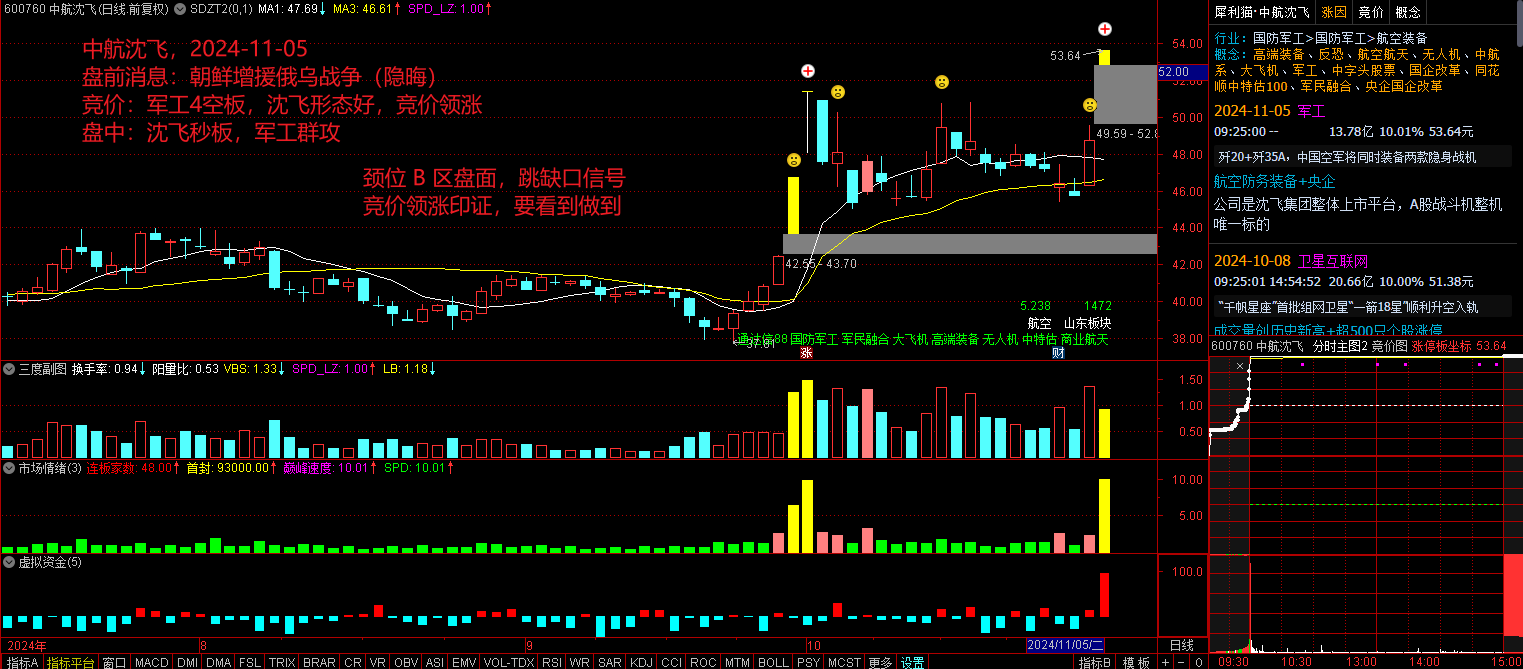 600760 中航沈飞(日线.前复权) SDZT2(0,1) MA1: 47.69↓ MA3: 46.61↑ SPD_LZ: 1.00↑
中航沈飞，2024-11-05
盘前消息：朝鲜增援俄乌战争（隐晦）
竞价：军工4空板，沈飞形态好，竞价领涨
盘中：沈飞秒板，军工群攻
颈位 B 区盘面，跳缺口信号
竞价领涨印证，要看到做到
53.64
49.59 - 52.8
42.55 - 43.70
5.238 1472
航空 山东板块
通达信88 国防军工 军民融合 大飞机 高端装备 无人机 中特估 商业航天
涨 财
54.00
52.00
50.00
48.00
46.00
44.00
42.00
40.00
38.00
三度副图 换手率: 0.94↓ 阳量比: 0.53 VBS: 1.33↓ SPD_LZ: 1.00↑ LB: 1.18↓
1.50
1.00
0.50
市场情绪(3) 连板家数: 48.00↑ 首封: 93000.00↑ 巅峰速度: 10.01↑ SPD: 10.01↑
10.00
5.00
虚拟资金(5)
100.0
2024年 8 9 10 2024/11/05/二 日线
指标A 指标平台 窗口 MACD DMI DMA FSL TRIX BRAR CR VR OBV ASI EMV VOL-TDX RSI WR SAR KDJ CCI ROC MTM BOLL PSY MCST 更多 设置 指标B 模板 + - O
犀利猫·中航沈飞 涨因 竞价 概念
行业: 国防军工>国防军工>航空装备
概念: 高端装备、反恐、航空航天、无人机、中航
系、大飞机、军工、中字头股票、国企改革、同花
顺中特估100、军民融合、央企国企改革
2024-11-05 军工
09:25:00 -- 13.78亿 10.01% 53.64元
歼20+歼35A，中国空军将同时装备两款隐身战机
航空防务装备+央企
公司是沈飞集团整体上市平台，A股战斗机整机
唯一标的
2024-10-08 卫星互联网
09:25:01 14:54:52 20.66亿 10.00% 51.38元
“千帆星座”首批组网卫星“一箭18星”顺利升空入轨
成交量创历史新高+超500只个股涨停
600760 中航沈飞 分时主图2 竞价图 涨停板坐标 53.64
09:30 10:30 13:00 14:00 15:00